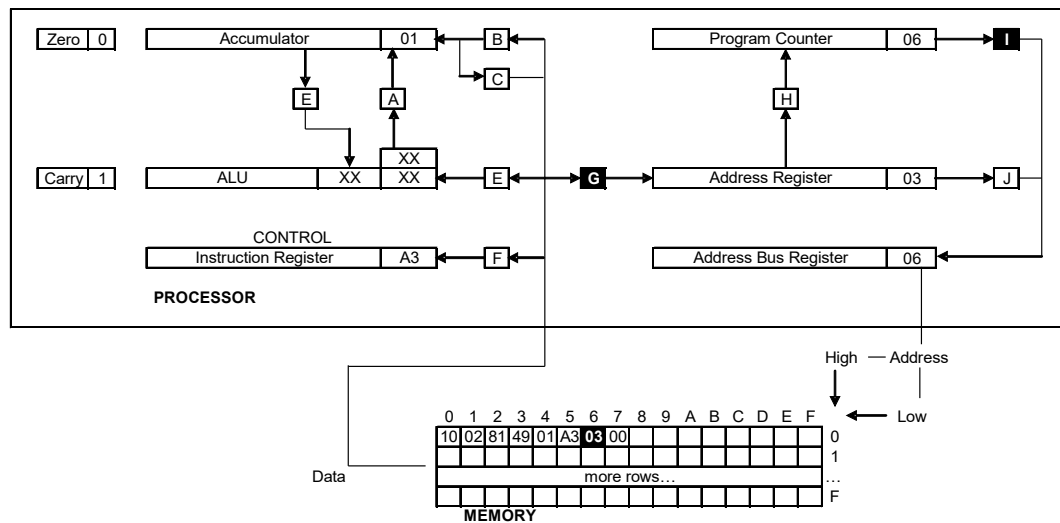 Zero 0 Accumulator 01 B Program Counter 06 I
C
E A H
XX
Carry 1 ALU XX XX E G Address Register 03 J
CONTROL
Instruction Register A3 F Address Bus Register 06
PROCESSOR
High Address
0 1 2 3 4 5 6 7 8 9 A B C D E F Low
10 02 81 49 01 A3 03 00 0
1
Data more rows… …
F
MEMORY